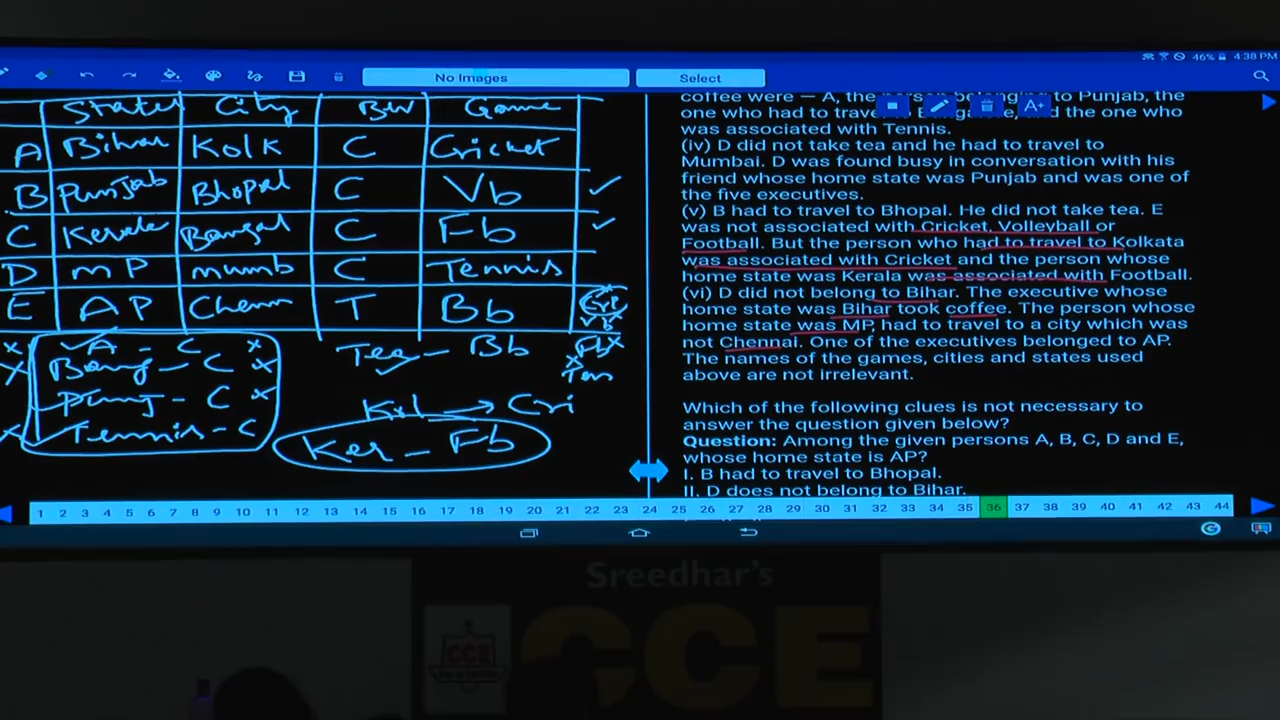 46% 4:38 PM
No Images Select
State City BW Game
A Bihar Kolk C Cricket
B Punjab Bhopal C Vb
C Kerala Bangal C Fb
D MP mumb C Tennis
E AP Chenn T Bb Cri
Vb
A - C
Bang - C
Punj - C
Tennis - C
Tea - Bb
Fb
Ten
Kol → Cri
Ker - Fb
coffee were — A, the person belonging to Punjab, the
one who had to travel to Bangalore, and the one who
was associated with Tennis.
(iv) D did not take tea and he had to travel to
Mumbai. D was found busy in conversation with his
friend whose home state was Punjab and was one of
the five executives.
(v) B had to travel to Bhopal. He did not take tea. E
was not associated with Cricket, Volleyball or
Football. But the person who had to travel to Kolkata
was associated with Cricket and the person whose
home state was Kerala was associated with Football.
(vi) D did not belong to Bihar. The executive whose
home state was Bihar took coffee. The person whose
home state was MP, had to travel to a city which was
not Chennai. One of the executives belonged to AP.
The names of the games, cities and states used
above are not irrelevant.
Which of the following clues is not necessary to
answer the question given below?
Question: Among the given persons A, B, C, D and E,
whose home state is AP?
I. B had to travel to Bhopal.
II. D does not belong to Bihar.
1 2 3 4 5 6 7 8 9 10 11 12 13 14 15 16 17 18 19 20 21 22 23 24 25 26 27 28 29 30 31 32 33 34 35 36 37 38 39 40 41 42 43 44
Sreedhar's
CCE
CCE